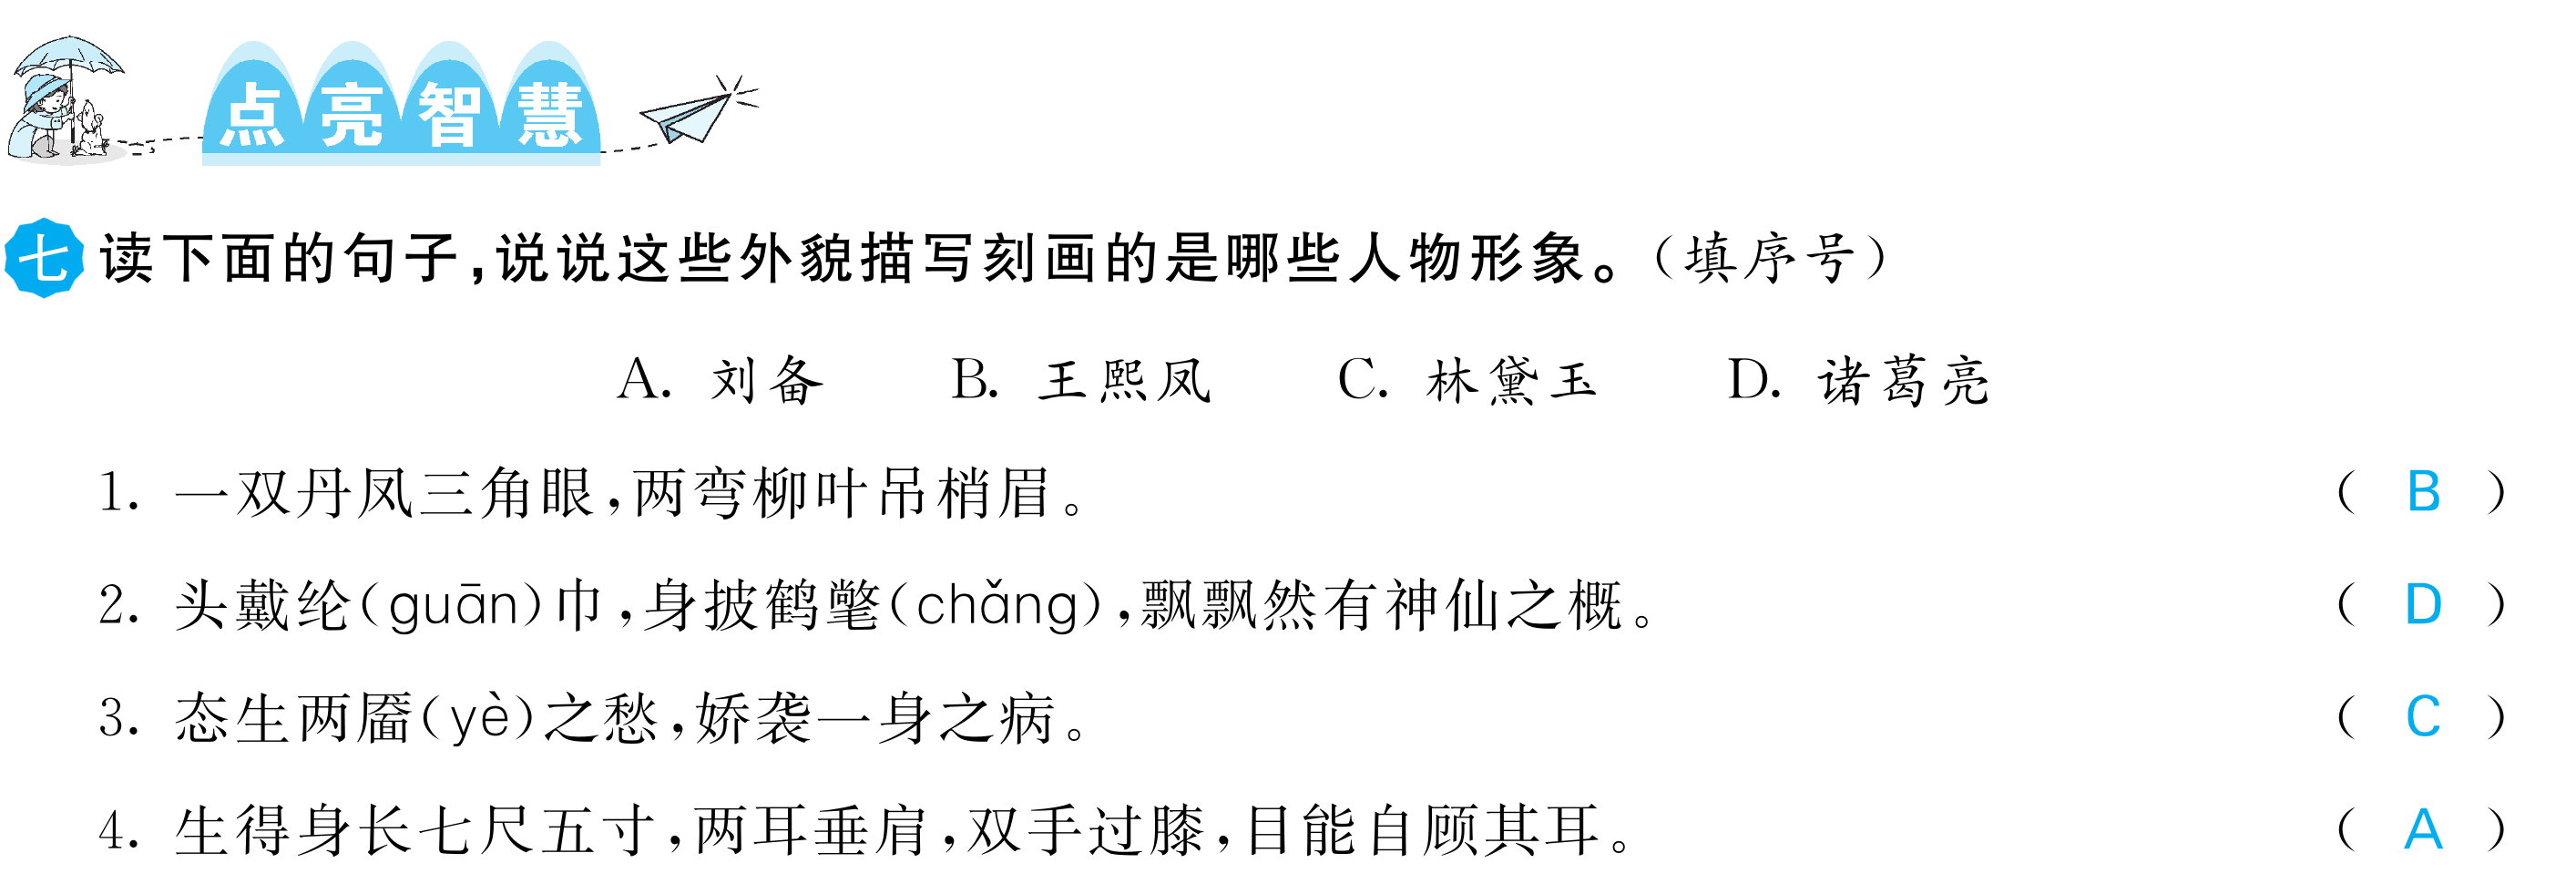 点亮智慧
七 读下面的句子,说说这些外貌描写刻画的是哪些人物形象。(填序号)
A. 刘备 B. 王熙凤 C. 林黛玉 D. 诸葛亮
1. 一双丹凤三角眼,两弯柳叶吊梢眉。 ( B )
2. 头戴纶(guān)巾,身披鹤氅(chǎng),飘飘然有神仙之概。 ( D )
3. 态生两靥(yè)之愁,娇袭一身之病。 ( C )
4. 生得身长七尺五寸,两耳垂肩,双手过膝,目能自顾其耳。 ( A )